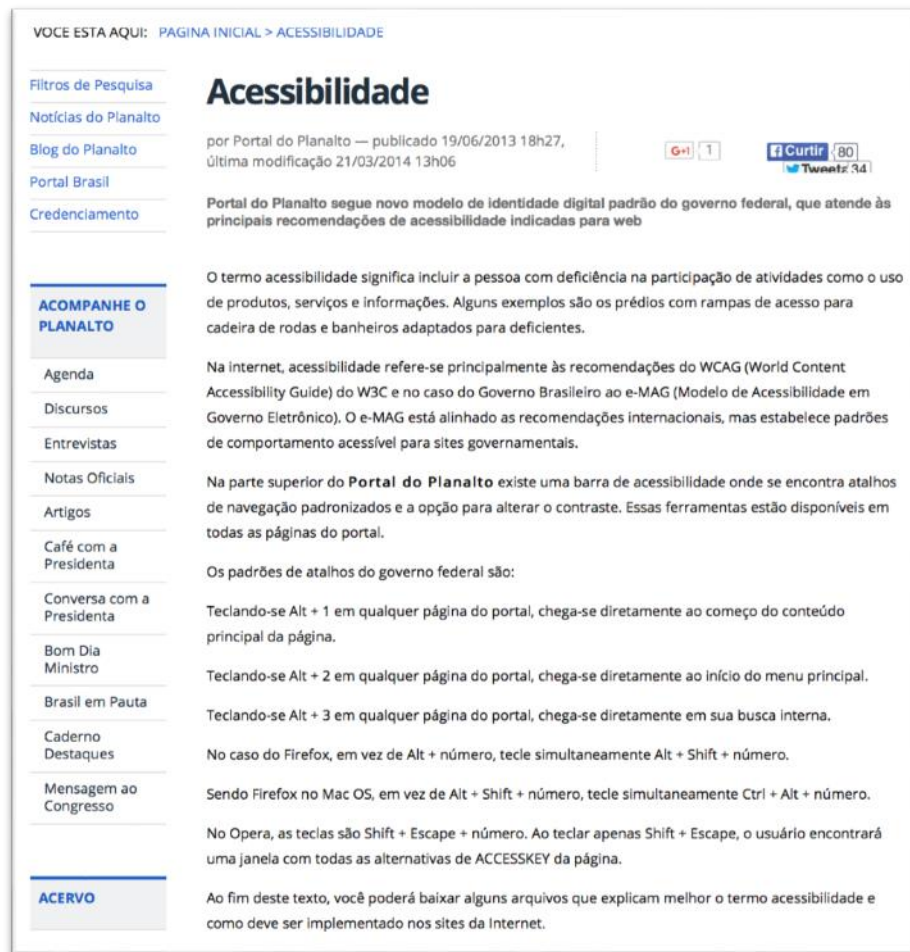 VOCE ESTA AQUI: PAGINA INICIAL > ACESSIBILIDADE
Filtros de Pesquisa
Notícias do Planalto
Blog do Planalto
Portal Brasil
Credenciamento
ACOMPANHE O
PLANALTO
Agenda
Discursos
Entrevistas
Notas Oficiais
Artigos
Café com a
Presidenta
Conversa com a
Presidenta
Bom Dia
Ministro
Brasil em Pauta
Caderno
Destaques
Mensagem ao
Congresso
ACERVO
Acessibilidade
por Portal do Planalto — publicado 19/06/2013 18h27,
última modificação 21/03/2014 13h06
G+1 1
Curtir 80
Tweetz 34
Portal do Planalto segue novo modelo de identidade digital padrão do governo federal, que atende às
principais recomendações de acessibilidade indicadas para web
O termo acessibilidade significa incluir a pessoa com deficiência na participação de atividades como o uso
de produtos, serviços e informações. Alguns exemplos são os prédios com rampas de acesso para
cadeira de rodas e banheiros adaptados para deficientes.
Na internet, acessibilidade refere-se principalmente às recomendações do WCAG (World Content
Accessibility Guide) do W3C e no caso do Governo Brasileiro ao e-MAG (Modelo de Acessibilidade em
Governo Eletrônico). O e-MAG está alinhado as recomendações internacionais, mas estabelece padrões
de comportamento acessível para sites governamentais.
Na parte superior do Portal do Planalto existe uma barra de acessibilidade onde se encontra atalhos
de navegação padronizados e a opção para alterar o contraste. Essas ferramentas estão disponíveis em
todas as páginas do portal.
Os padrões de atalhos do governo federal são:
Teclando-se Alt + 1 em qualquer página do portal, chega-se diretamente ao começo do conteúdo
principal da página.
Teclando-se Alt + 2 em qualquer página do portal, chega-se diretamente ao início do menu principal.
Teclando-se Alt + 3 em qualquer página do portal, chega-se diretamente em sua busca interna.
No caso do Firefox, em vez de Alt + número, tecle simultaneamente Alt + Shift + número.
Sendo Firefox no Mac OS, em vez de Alt + Shift + número, tecle simultaneamente Ctrl + Alt + número.
No Opera, as teclas são Shift + Escape + número. Ao teclar apenas Shift + Escape, o usuário encontrará
uma janela com todas as alternativas de ACCESSKEY da página.
Ao fim deste texto, você poderá baixar alguns arquivos que explicam melhor o termo acessibilidade e
como deve ser implementado nos sites da Internet.